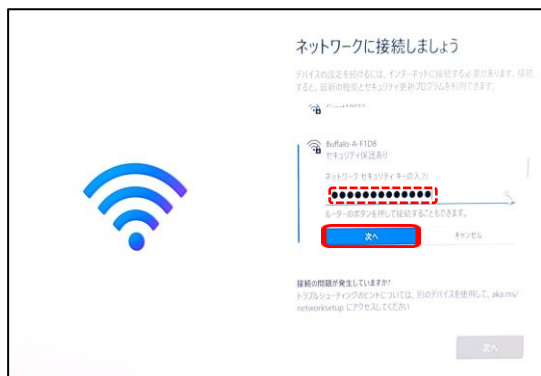 ネットワークに接続しましょう
デバイスの設定を続けるには、インターネットに接続する必要があります。接続
すると、最新の機能とセキュリティ更新プログラムを利用できます。
Buffalo-A-F1D8
セキュリティ保護あり
ネットワーク セキュリティ キーの入力
●●●●●●●●●●●●●
ルーターのボタンを押して接続することもできます。
次へ
キャンセル
接続の問題が発生していますか?
トラブルシューティングのヒントについては、別のデバイスを使用して、aka.ms/
networksetup にアクセスしてください
次へ